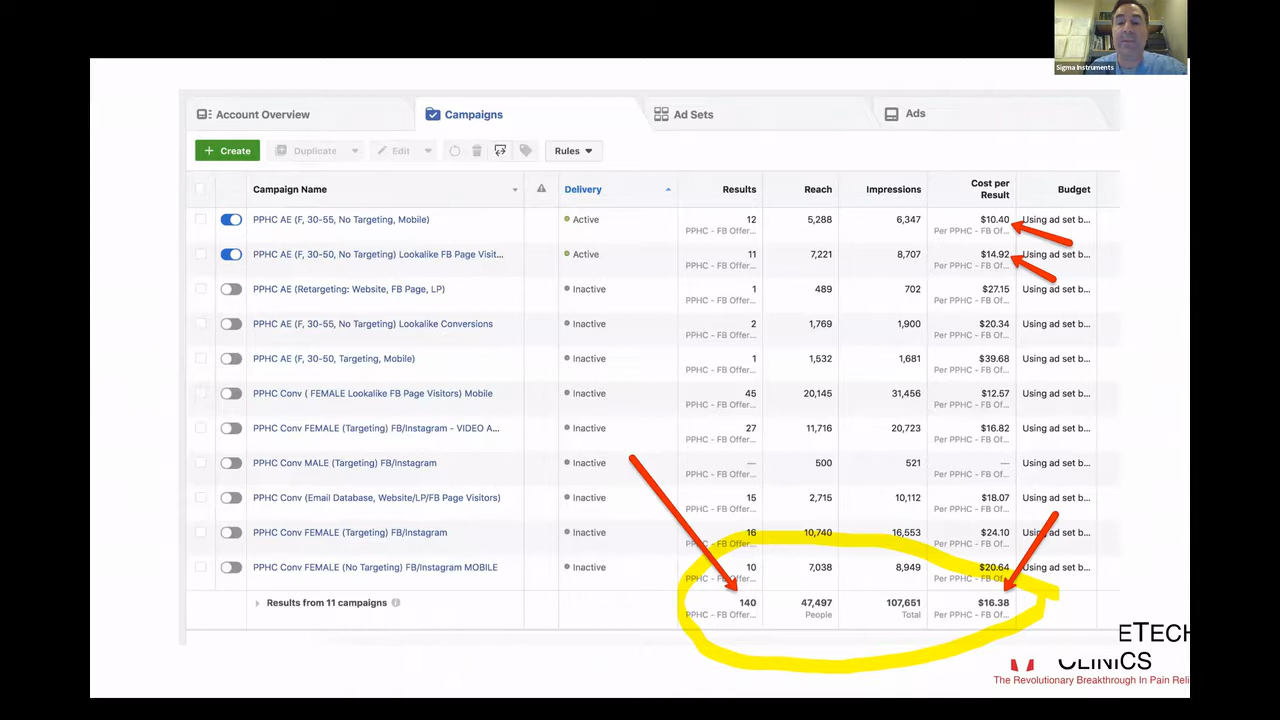 Sigma Instruments
Account Overview
Campaigns
Ad Sets
Ads
+ Create
Duplicate
Edit
Rules
Campaign Name
Delivery
Results
Reach
Impressions
Cost per
Result
Budget
PPHC AE (F, 30-55, No Targeting, Mobile) Active 12 5,288 6,347 $10.40 Using ad set b...
PPHC - FB Offer... Per PPHC - FB Of...
PPHC AE (F, 30-50, No Targeting) Lookalike FB Page Visit... Active 11 7,221 8,707 $14.92 Using ad set b...
PPHC - FB Offer... Per PPHC - FB Of...
PPHC AE (Retargeting: Website, FB Page, LP) Inactive 1 489 702 $27.15 Using ad set b...
PPHC - FB Offer... Per PPHC - FB Of...
PPHC AE (F, 30-55, No Targeting) Lookalike Conversions Inactive 2 1,769 1,900 $20.34 Using ad set b...
PPHC - FB Offer... Per PPHC - FB Of...
PPHC AE (F, 30-50, Targeting, Mobile) Inactive 1 1,532 1,681 $39.68 Using ad set b...
PPHC - FB Offer... Per PPHC - FB Of...
PPHC Conv ( FEMALE Lookalike FB Page Visitors) Mobile Inactive 45 20,145 31,456 $12.57 Using ad set b...
PPHC - FB Offer... Per PPHC - FB Of...
PPHC Conv FEMALE (Targeting) FB/Instagram - VIDEO A... Inactive 27 11,716 20,723 $16.82 Using ad set b...
PPHC - FB Offer... Per PPHC - FB Of...
PPHC Conv MALE (Targeting) FB/Instagram Inactive — 500 521 — Using ad set b...
PPHC - FB Offer... Per PPHC - FB Of...
PPHC Conv (Email Database, Website/LP/FB Page Visitors) Inactive 15 2,715 10,112 $18.07 Using ad set b...
PPHC - FB Offer... Per PPHC - FB Of...
PPHC Conv FEMALE (Targeting) FB/Instagram Inactive 16 10,740 16,553 $24.10 Using ad set b...
PPHC - FB Offer... Per PPHC - FB Of...
PPHC Conv FEMALE (No Targeting) FB/Instagram MOBILE Inactive 10 7,038 8,949 $20.64 Using ad set b...
PPHC - FB Offer... Per PPHC - FB Of...
Results from 11 campaigns 140 47,497 107,651 $16.38
PPHC - FB Offer... People Total Per PPHC - FB Of...
ETECH
CLINICS
The Revolutionary Breakthrough In Pain Reli